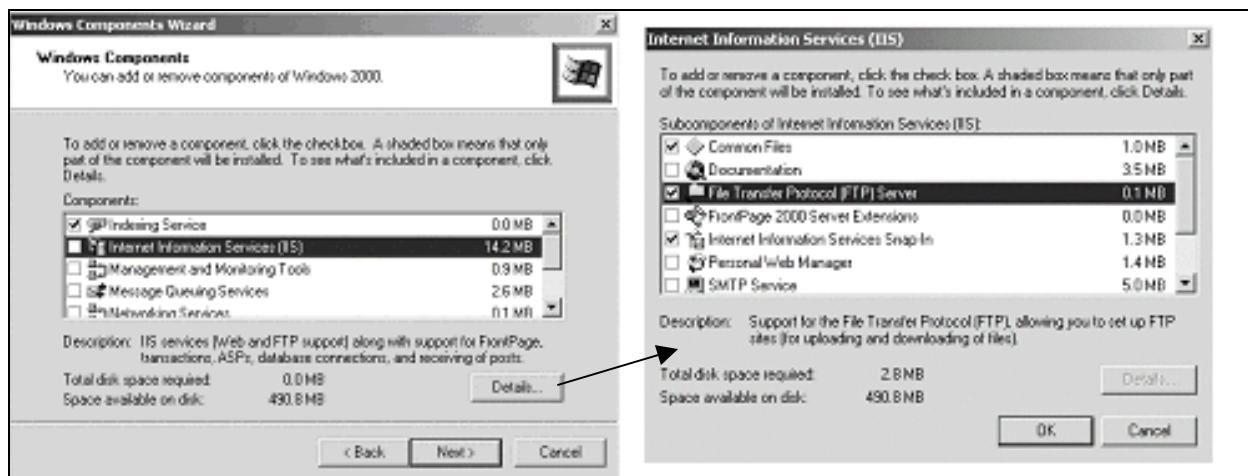 Windows Components Wizard
Windows Components
You can add or remove components of Windows 2000.
To add or remove a component, click the checkbox. A shaded box means that only
part of the component will be installed. To see what's included in a component, click
Details.
Components:
Indexing Service 0.0 MB
Internet Information Services (IIS) 14.2 MB
Management and Monitoring Tools 0.9 MB
Message Queuing Services 2.6 MB
Networking Services 0.1 MB
Description: IIS services (Web and FTP support) along with support for FrontPage,
transactions, ASPs, database connections, and receiving of posts.
Total disk space required: 0.0 MB
Space available on disk: 490.8 MB
Details...
< Back
Next >
Cancel
Internet Information Services (IIS)
To add or remove a component, click the check box. A shaded box means that only part
of the component will be installed. To see what's included in a component, click Details.
Subcomponents of Internet Information Services (IIS):
Common Files 1.0 MB
Documentation 3.5 MB
File Transfer Protocol (FTP) Server 0.1 MB
FrontPage 2000 Server Extensions 0.0 MB
Internet Information Services Snap-In 1.3 MB
Personal Web Manager 1.4 MB
SMTP Service 5.0 MB
Description: Support for the File Transfer Protocol (FTP), allowing you to set up FTP
sites (for uploading and downloading of files).
Total disk space required: 2.8 MB
Space available on disk: 490.8 MB
Details...
OK
Cancel